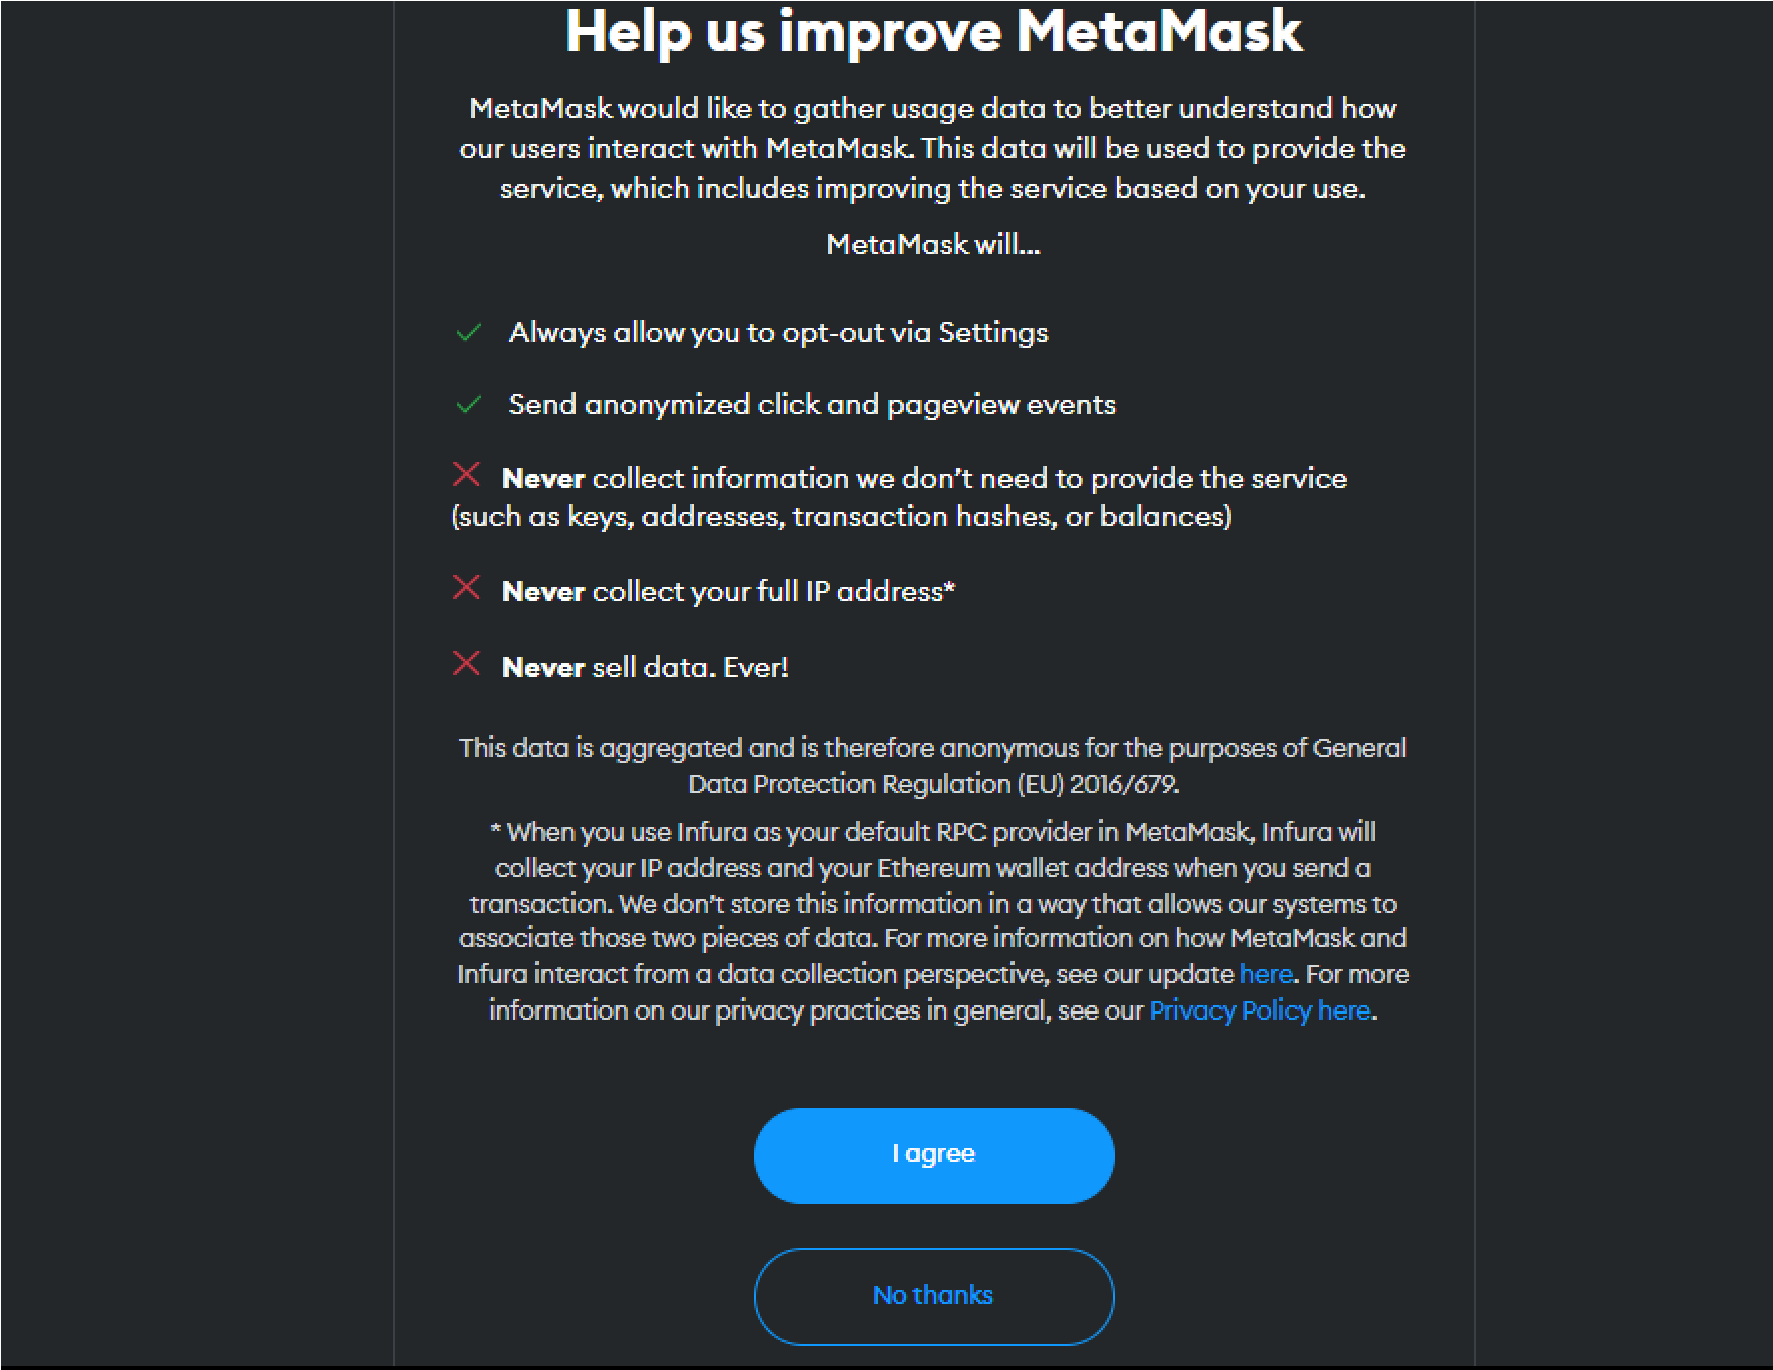 Help us improve MetaMask
MetaMask would like to gather usage data to better understand how
our users interact with MetaMask. This data will be used to provide the
service, which includes improving the service based on your use.
MetaMask will...
Always allow you to opt-out via Settings
Send anonymized click and pageview events
Never collect information we don’t need to provide the service
(such as keys, addresses, transaction hashes, or balances)
Never collect your full IP address*
Never sell data. Ever!
This data is aggregated and is therefore anonymous for the purposes of General
Data Protection Regulation (EU) 2016/679.
* When you use Infura as your default RPC provider in MetaMask, Infura will
collect your IP address and your Ethereum wallet address when you send a
transaction. We don’t store this information in a way that allows our systems to
associate those two pieces of data. For more information on how MetaMask and
Infura interact from a data collection perspective, see our update here. For more
information on our privacy practices in general, see our Privacy Policy here.
I agree
No thanks